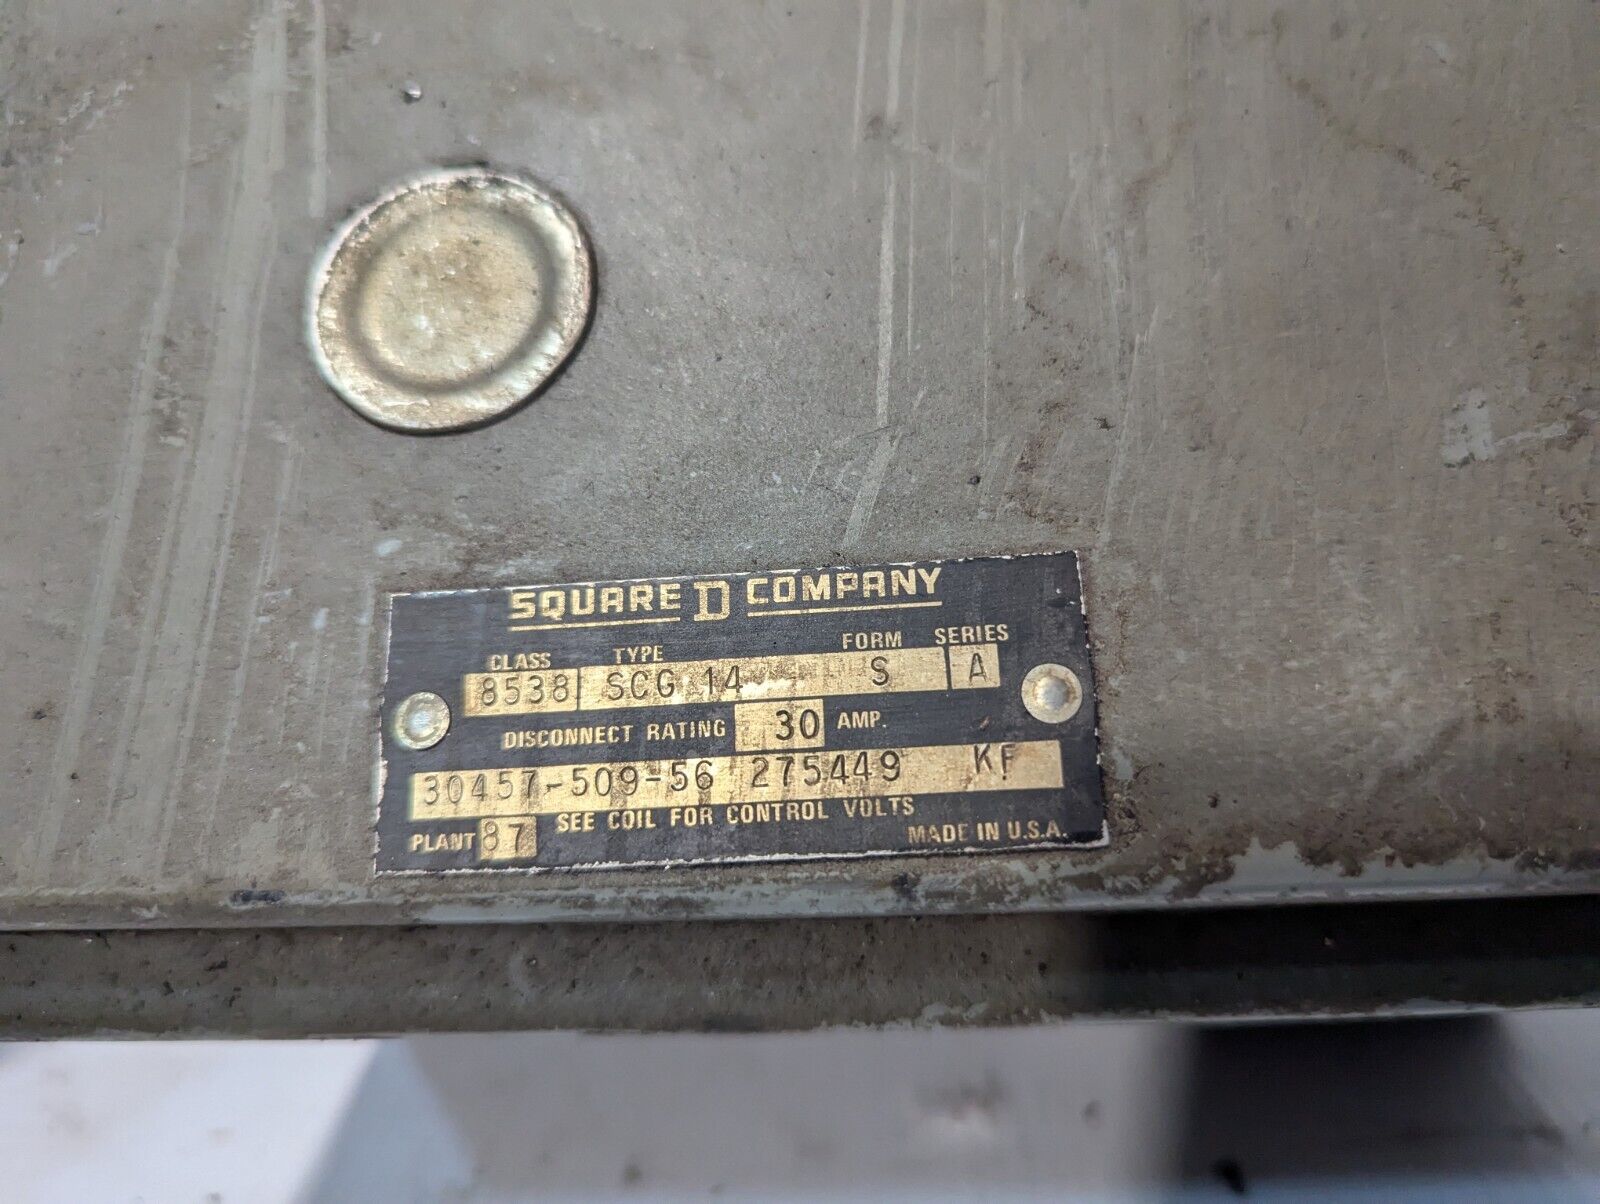 SQUARE D COMPANY
CLASS TYPE FORM SERIES
8538 SCG 14 S A
DISCONNECT RATING 30 AMP.
30457-509-56 275449 KF
SEE COIL FOR CONTROL VOLTS
PLANT 87 MADE IN U.S.A.